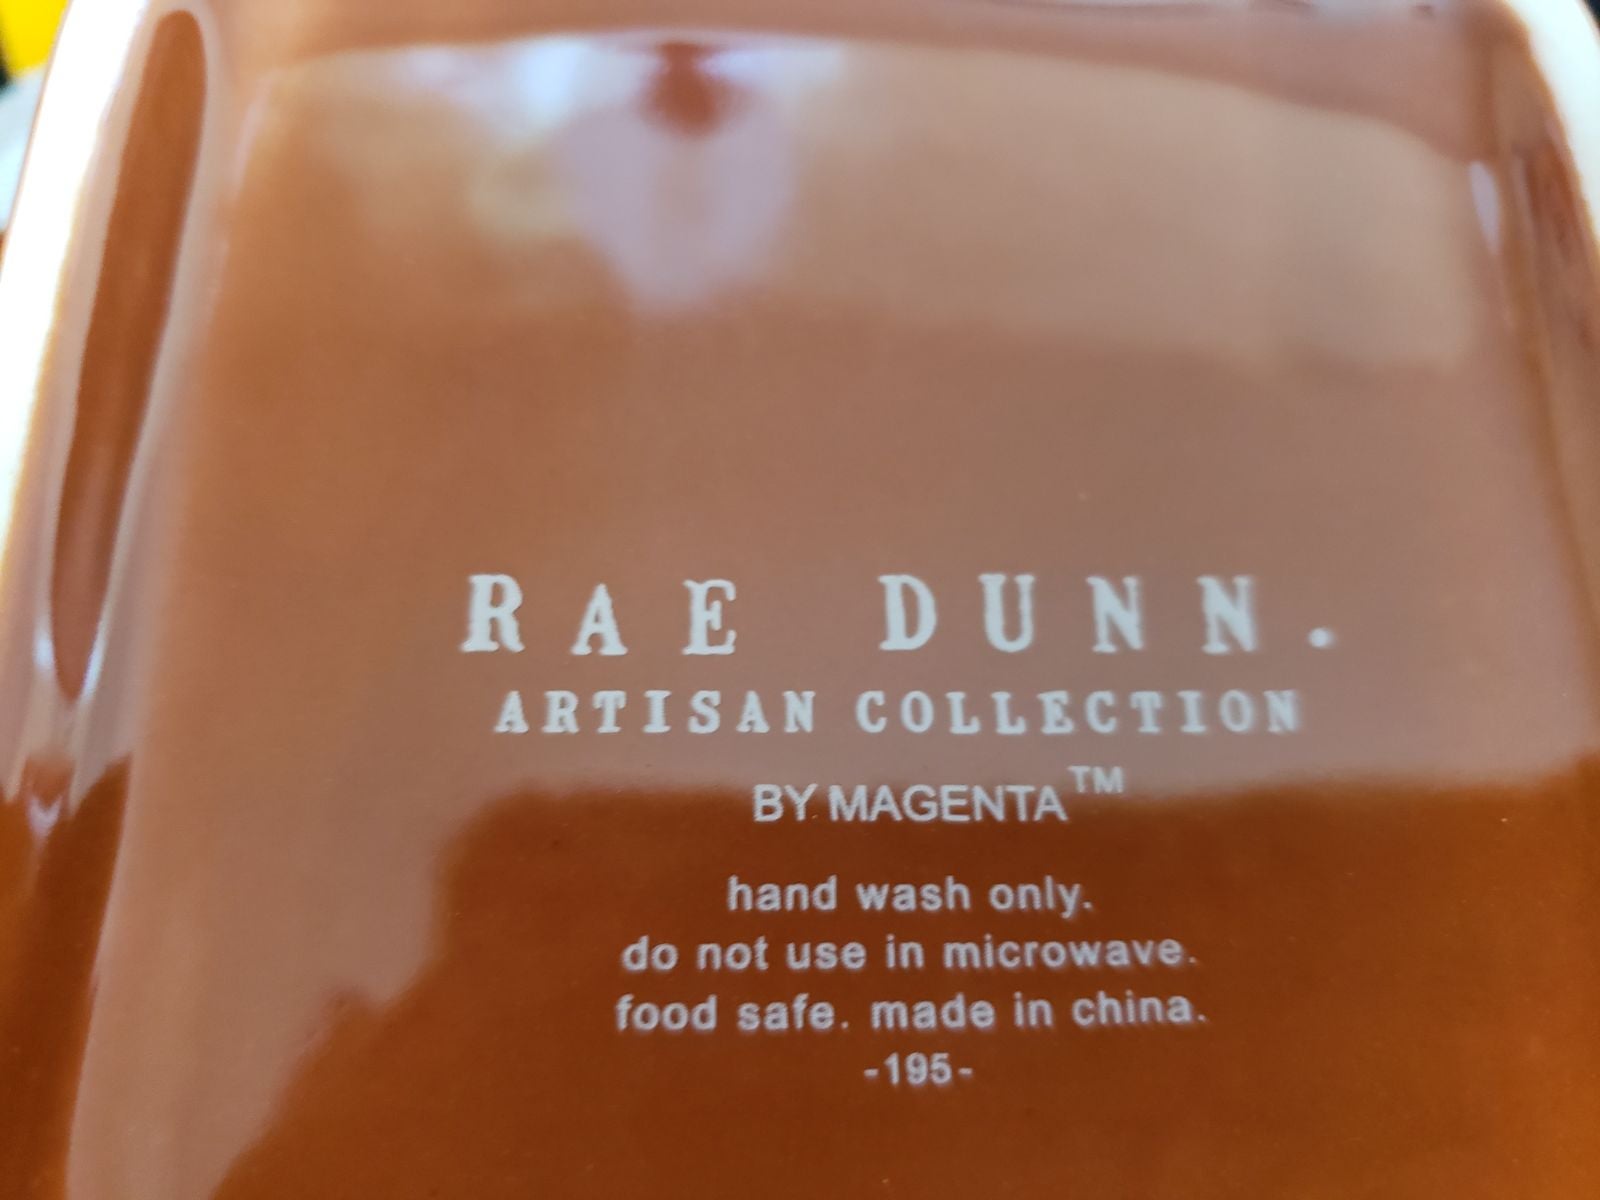 RAE DUNN.
ARTISAN COLLECTION
BY MAGENTA™
hand wash only.
do not use in microwave.
food safe. made in china.
-195-